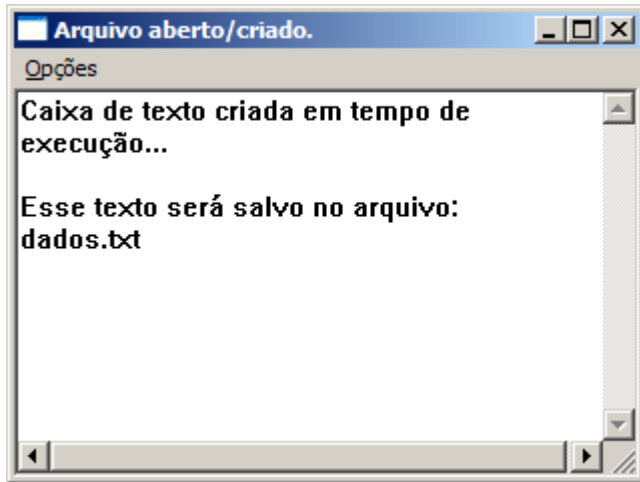 Arquivo aberto/criado.
Opções
Caixa de texto criada em tempo de
execução...
Esse texto será salvo no arquivo:
dados.txt